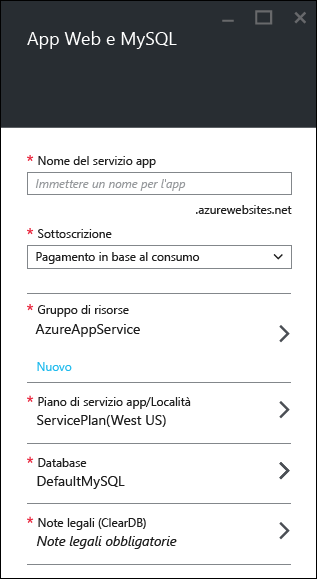 App Web e MySQL
* Nome del servizio app
Immettere un nome per l'app
.azurewebsites.net
* Sottoscrizione
Pagamento in base al consumo
* Gruppo di risorse
AzureAppService
Nuovo
* Piano di servizio app/Località
ServicePlan(West US)
* Database
DefaultMySQL
* Note legali (ClearDB)
Note legali obbligatorie